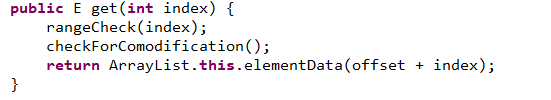 public E get(int index) {
    rangeCheck(index);
    checkForComodification();
    return ArrayList.this.elementData(offset + index);
}